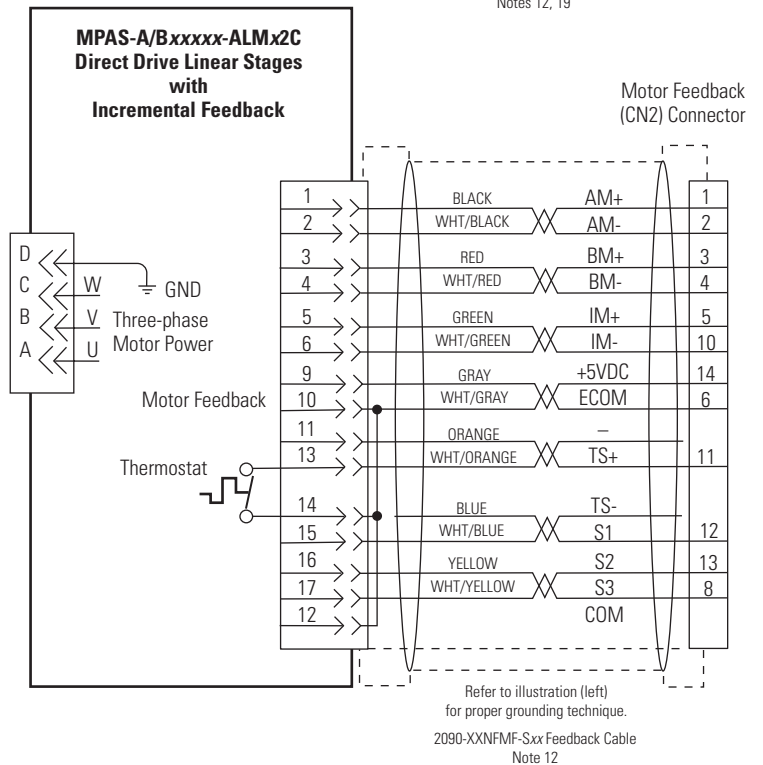 Notes 12, 19
MPAS-A/Bxxxxx-ALMx2C
Direct Drive Linear Stages
with
Incremental Feedback
Motor Feedback
(CN2) Connector
1 BLACK AM+ 1
2 WHT/BLACK AM- 2
3 RED BM+ 3
4 WHT/RED BM- 4
5 GREEN IM+ 5
6 WHT/GREEN IM- 10
9 GRAY +5VDC 14
10 WHT/GRAY ECOM 6
11 ORANGE –
13 WHT/ORANGE TS+ 11
14 BLUE TS-
15 WHT/BLUE S1 12
16 YELLOW S2 13
17 WHT/YELLOW S3 8
12 COM
D GND
C W
B V
A U
Three-phase
Motor Power
Motor Feedback
Thermostat
Refer to illustration (left)
for proper grounding technique.
2090-XXNFMF-Sxx Feedback Cable
Note 12